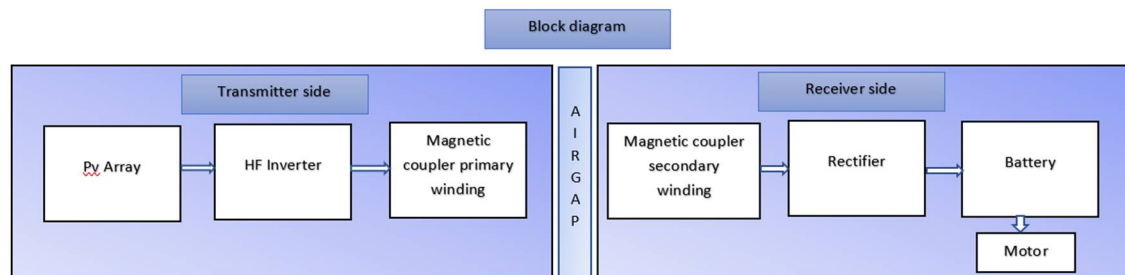 Block diagram
Transmitter side
Pv Array
HF Inverter
Magnetic
coupler primary
winding
AIRGAP
Receiver side
Magnetic coupler
secondary
winding
Rectifier
Battery
Motor